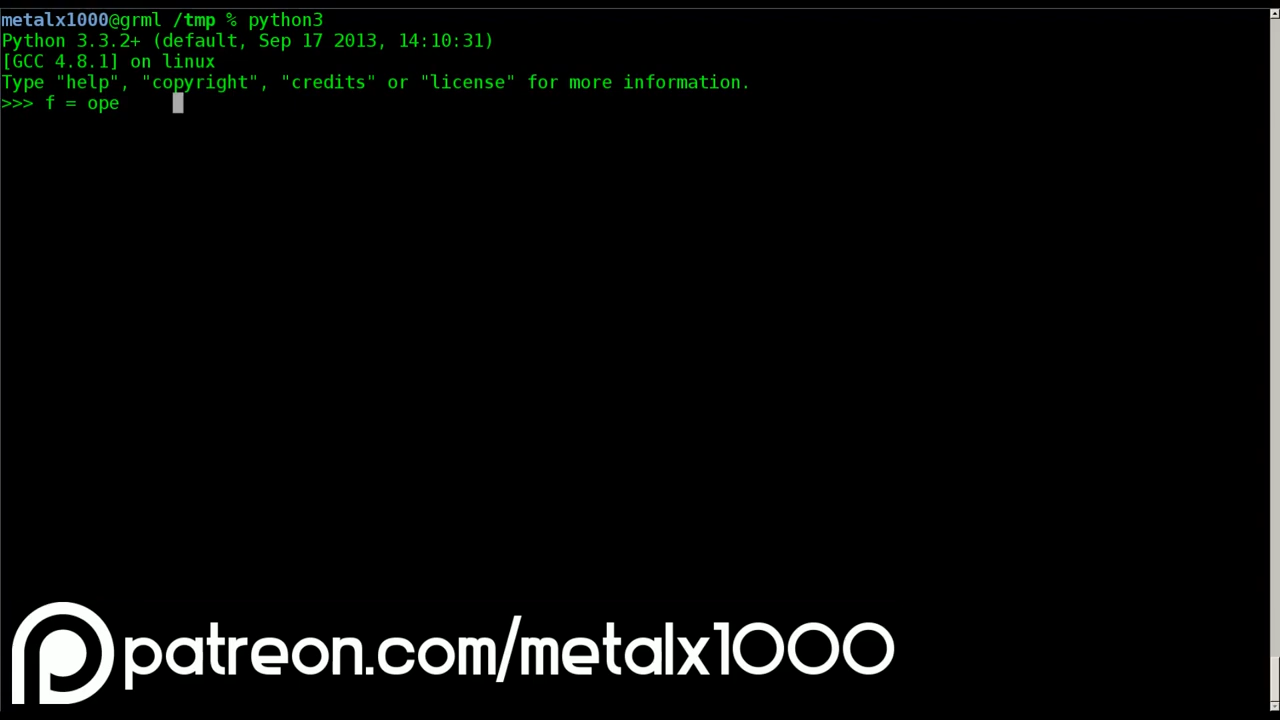 metalx1000@grml /tmp % python3
Python 3.3.2+ (default, Sep 17 2013, 14:10:31)
[GCC 4.8.1] on linux
Type "help", "copyright", "credits" or "license" for more information.
>>> f = ope
patreon.com/metalx1000